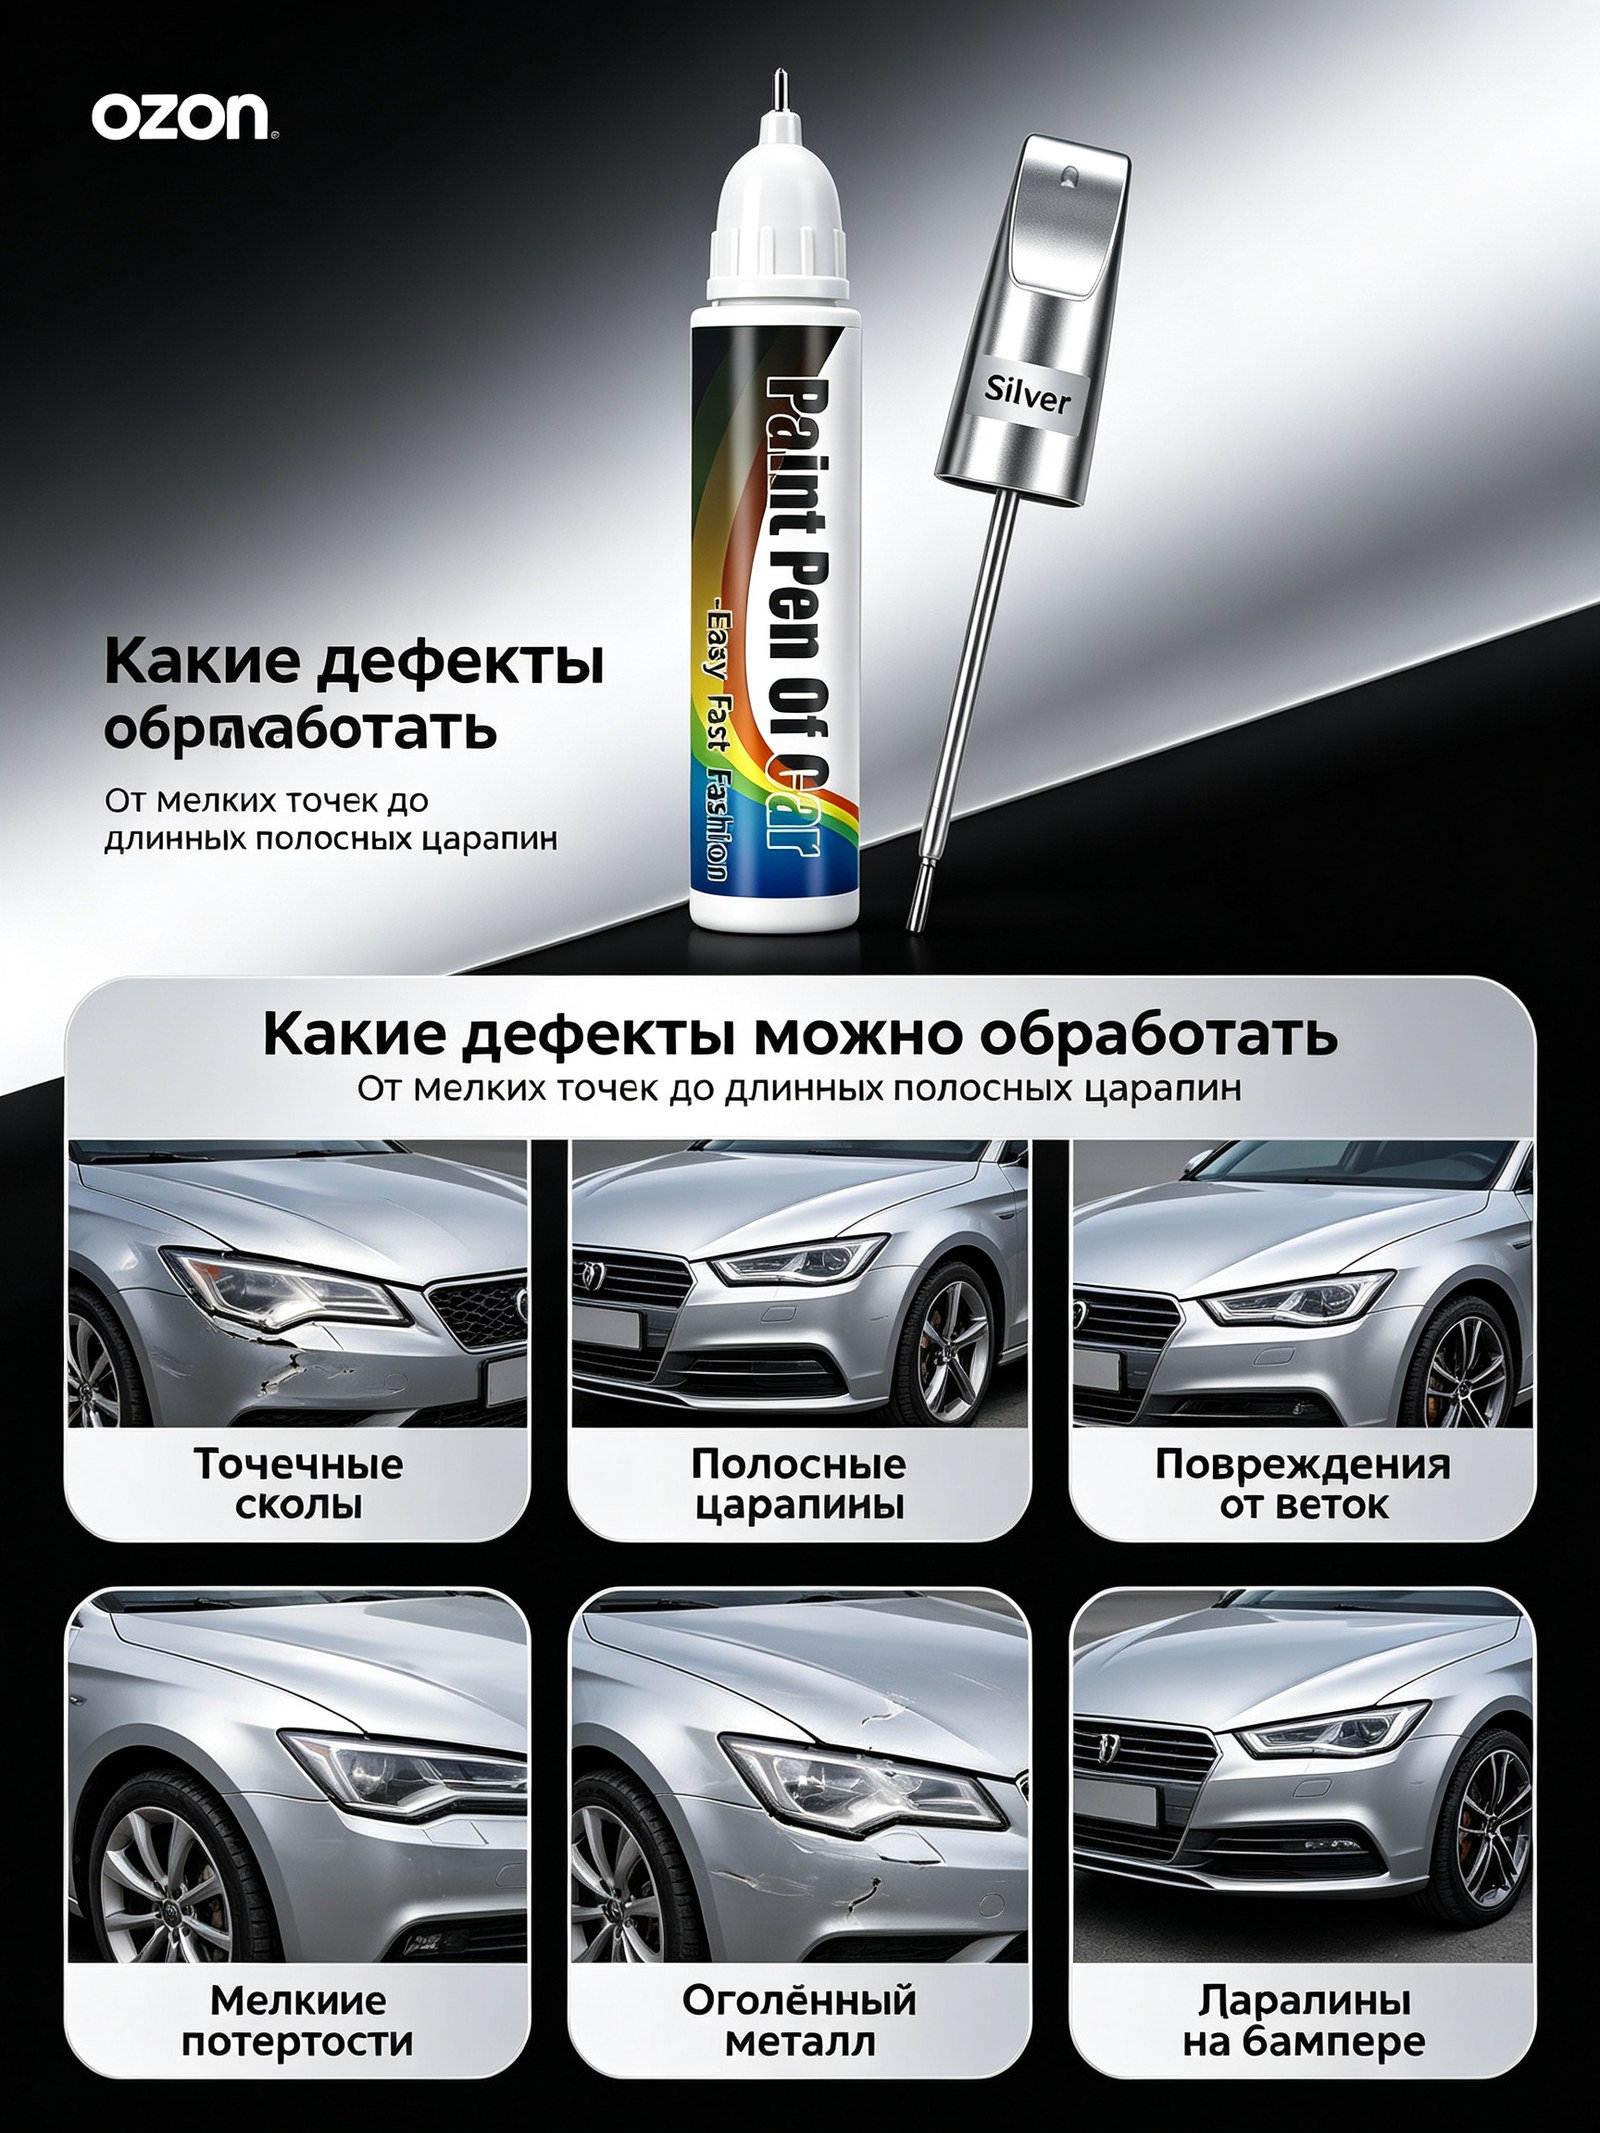 ozon
Silver
Paint Pen Of Car
-Easy Fast Fashion
Какие дефекты
От мелких точек до
длинных полосных царапин
Какие дефекты можно обработать
От мелких точек до длинных полосных царапин
Точечные
сколы
Полосные
царапины
Повреждения
от веток
Мелкиие
потертости
Оголённый
металл
Ларалины
на бампере